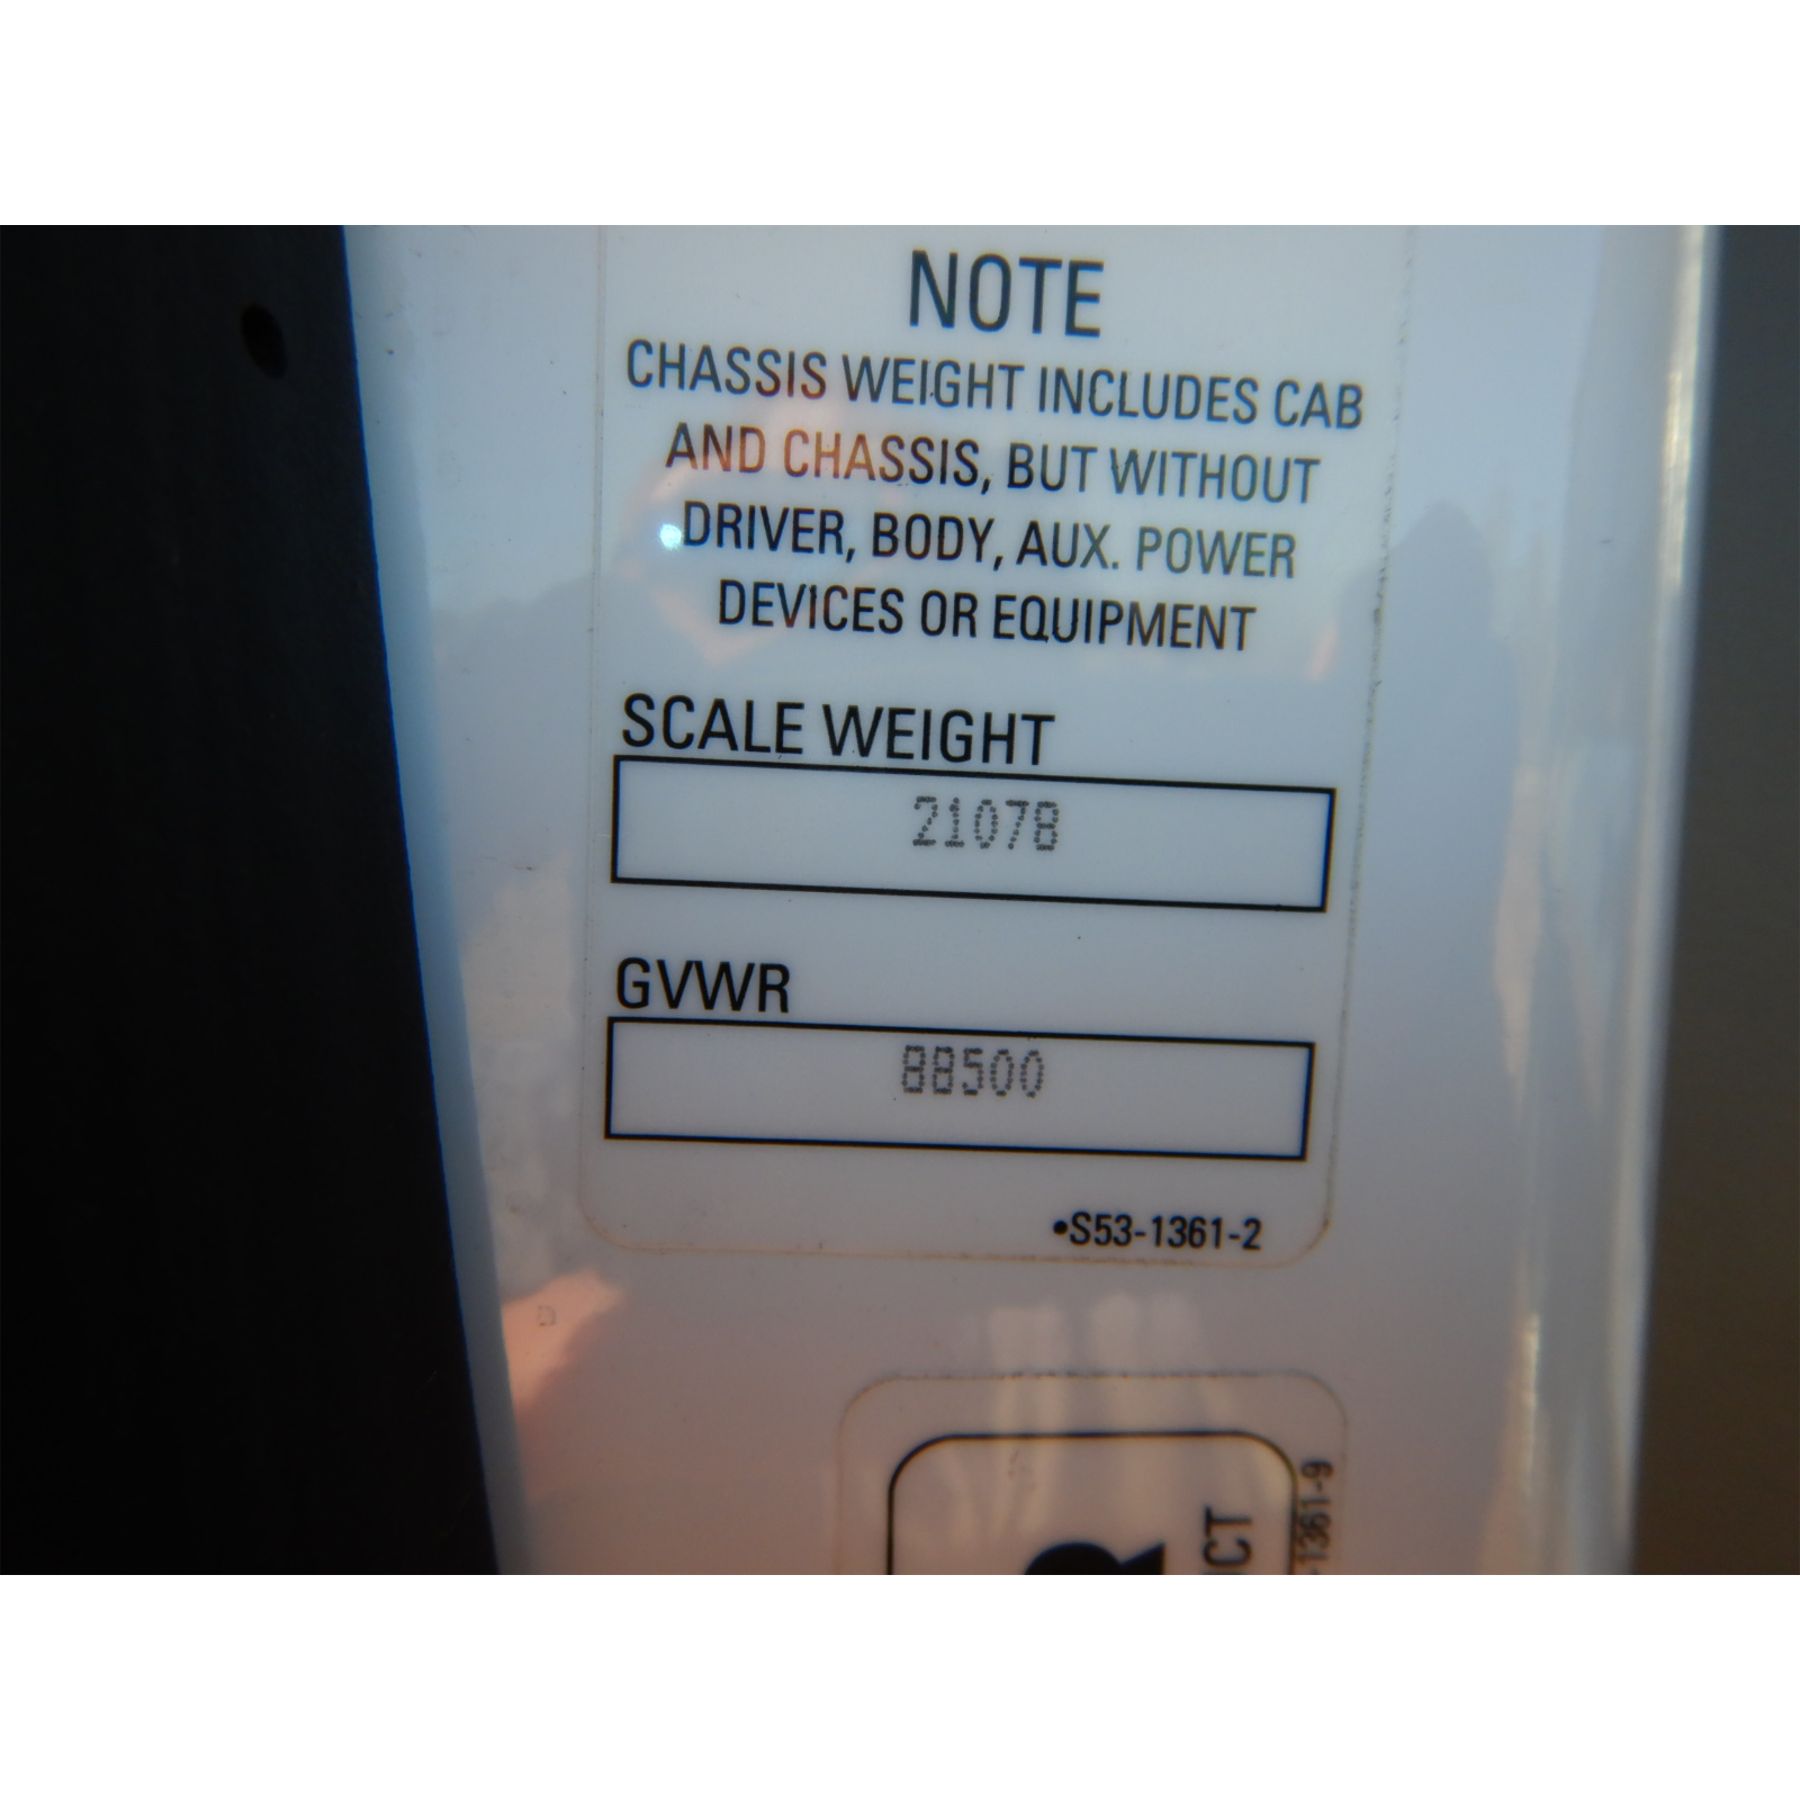 NOTE
CHASSIS WEIGHT INCLUDES CAB
AND CHASSIS, BUT WITHOUT
DRIVER, BODY, AUX. POWER
DEVICES OR EQUIPMENT
SCALE WEIGHT
21078
GVWR
88500
•S53-1361-2